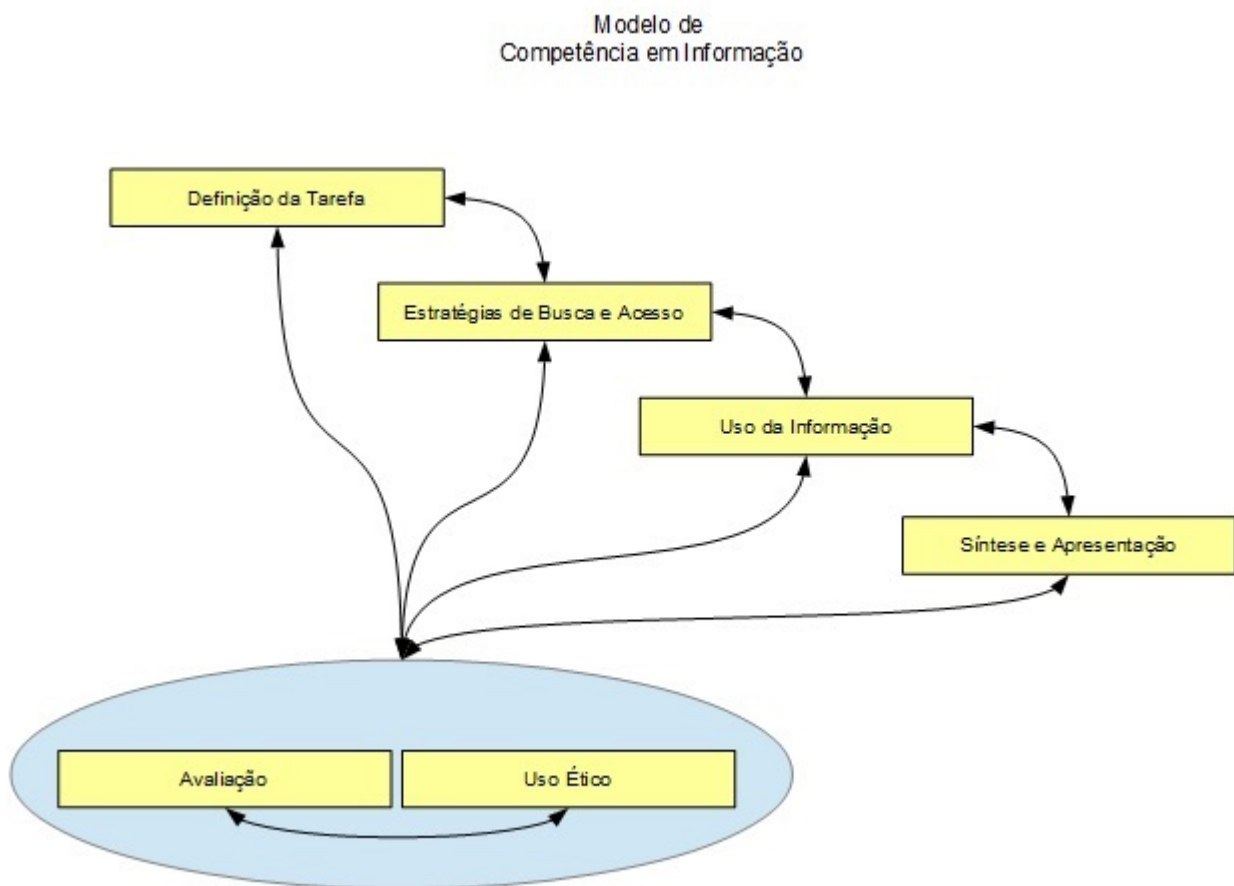 Modelo de
Competência em Informação
Definição da Tarefa
Estratégias de Busca e Acesso
Uso da Informação
Síntese e Apresentação
Avaliação
Uso Ético